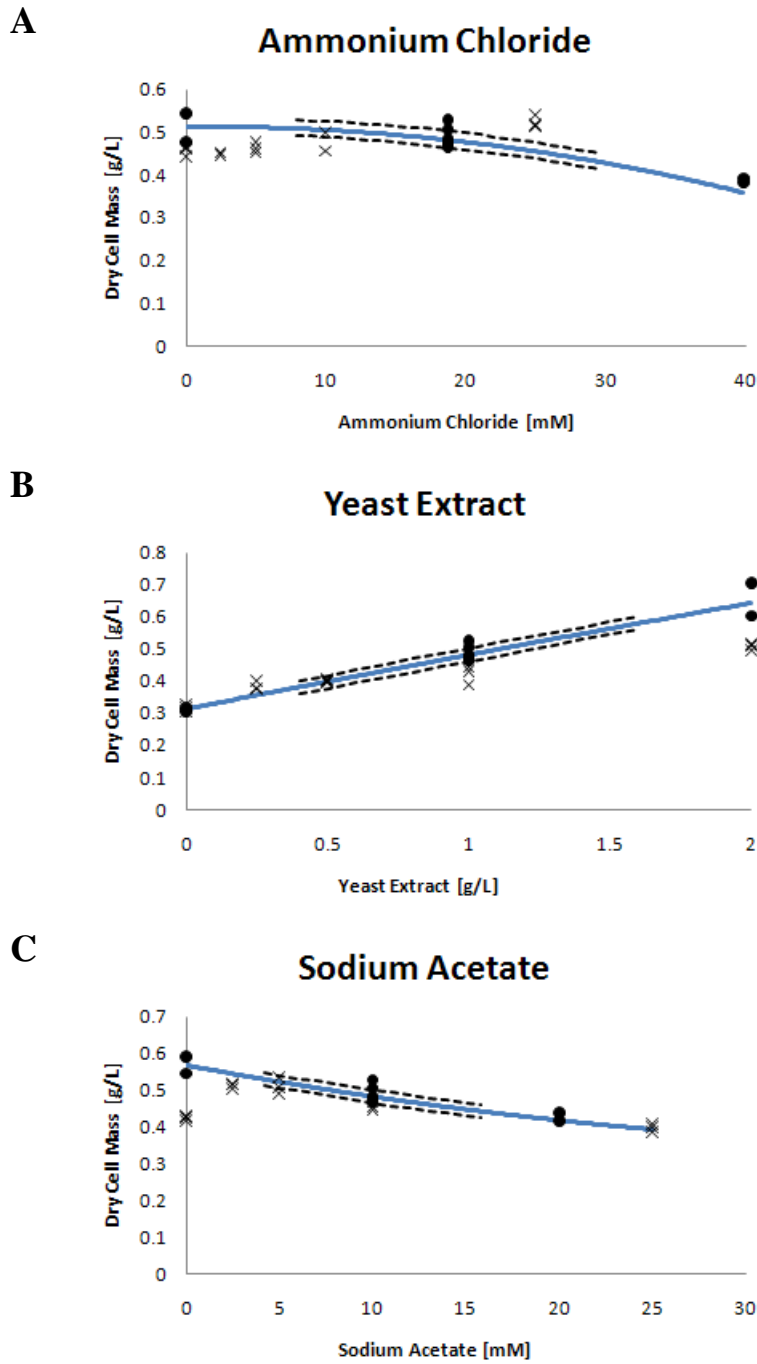 A
Ammonium Chloride
Dry Cell Mass [g/L]
0.6
0.5
0.4
0.3
0.2
0.1
0
0 10 20 30 40
Ammonium Chloride [mM]
B
Yeast Extract
Dry Cell Mass [g/L]
0.8
0.7
0.6
0.5
0.4
0.3
0.2
0.1
0
0 0.5 1 1.5 2
Yeast Extract [g/L]
C
Sodium Acetate
Dry Cell Mass [g/L]
0.7
0.6
0.5
0.4
0.3
0.2
0.1
0
0 5 10 15 20 25 30
Sodium Acetate [mM]